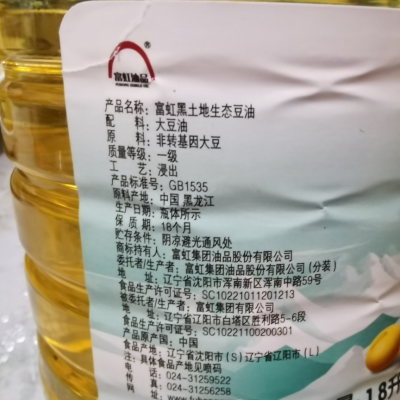 富虹油品
产品名称：富虹黑土地生态豆油
配 料：大豆油
原 料：非转基因大豆
质量等级：一级
工 艺：浸出
产品标准号：GB1535
原料产地：中国 黑龙江
生产日期：瓶体所示
保 质 期：18个月
贮存条件：阴凉避光通风处
商标持有人：富虹集团油品股份有限公司
委托者/生产者：富虹集团油品股份有限公司(分装)
地 址：辽宁省沈阳市浑南新区浑南中路59号
食品生产许可证号：SC10221011201213
被委托者/生产者：富虹集团油品股份有限公司
地 址：辽宁省辽阳市白塔区胜利路5-6段
食品生产许可证号：SC10221100200301
产品原产国：中国
食品产地：辽宁省沈阳市(S)辽宁省辽阳市(L)
注：具体食品产地见喷码
电 话：024-31259522
传 真：024-31256258
1.8升